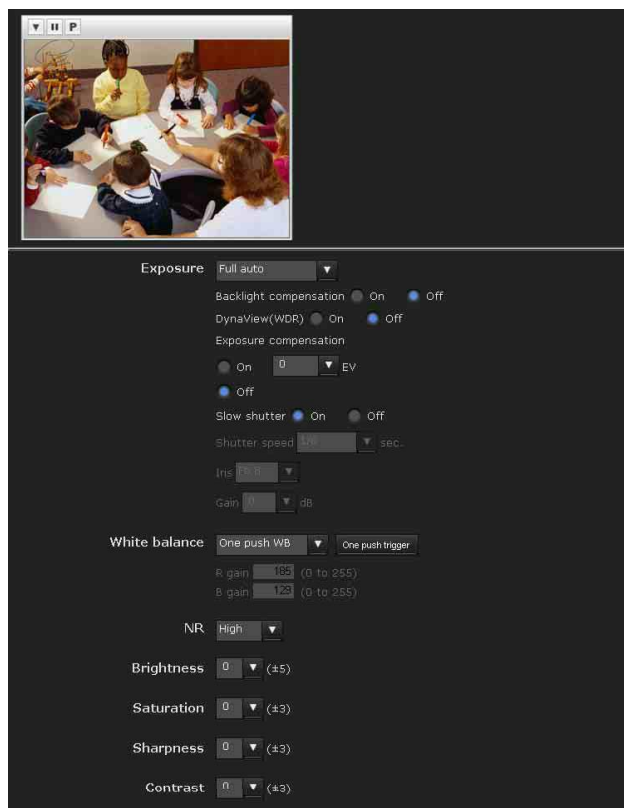 P
Exposure Full auto
Backlight compensation On Off
DynaView(WDR) On Off
Exposure compensation
On 0 EV
Off
Slow shutter On Off
Shutter speed sec.
Iris
Gain 0 dB
White balance One push WB One push trigger
R gain 185 (0 to 255)
B gain 129 (0 to 255)
NR High
Brightness 0 (±5)
Saturation 0 (±3)
Sharpness 0 (±3)
Contrast 0 (±3)